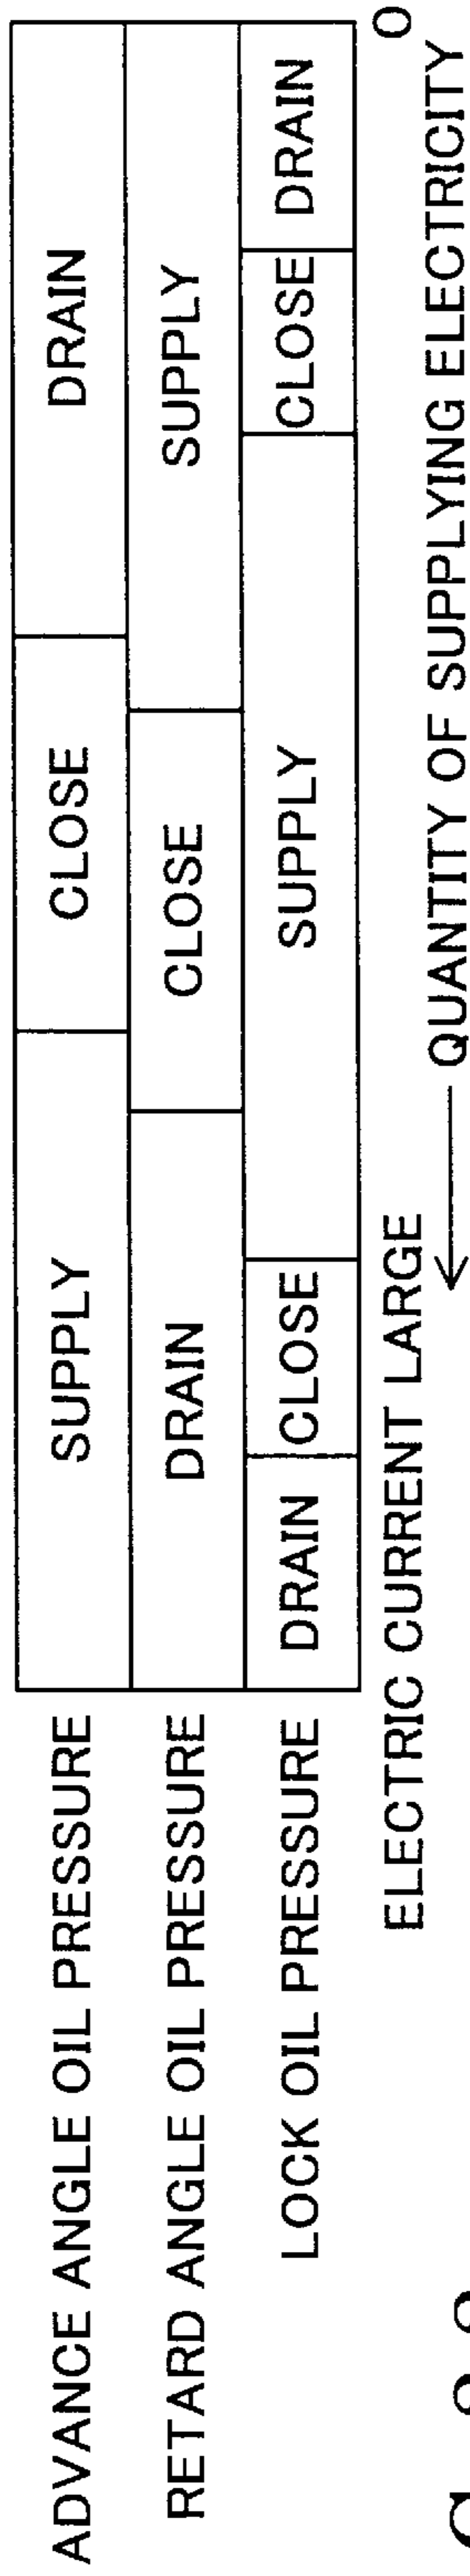 ADVANCE ANGLE OIL PRESSURE SUPPLY CLOSE DRAIN
RETARD ANGLE OIL PRESSURE DRAIN CLOSE SUPPLY
LOCK OIL PRESSURE DRAIN CLOSE SUPPLY CLOSE DRAIN
ELECTRIC CURRENT LARGE 0
← QUANTITY OF SUPPLYING ELECTRICITY